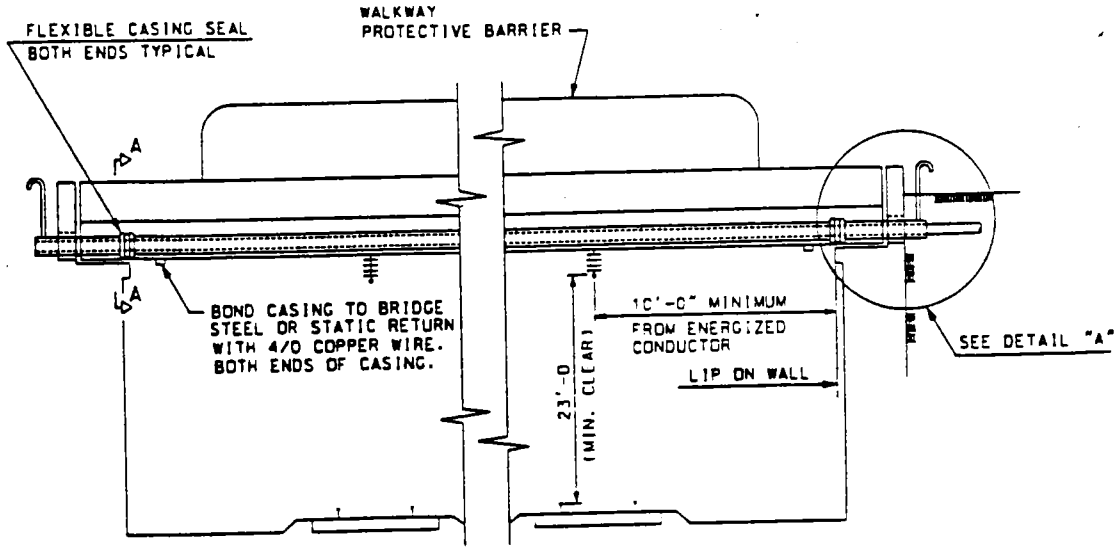 FLEXIBLE CASING SEAL
BOTH ENDS TYPICAL
WALKWAY
PROTECTIVE BARRIER
A
A
BOND CASING TO BRIDGE
STEEL OR STATIC RETURN
WITH 4/0 COPPER WIRE.
BOTH ENDS OF CASING.
10'-0" MINIMUM
FROM ENERGIZED
CONDUCTOR
LIP ON WALL
23'-0
(MIN. CLEAR)
SEE DETAIL "A"